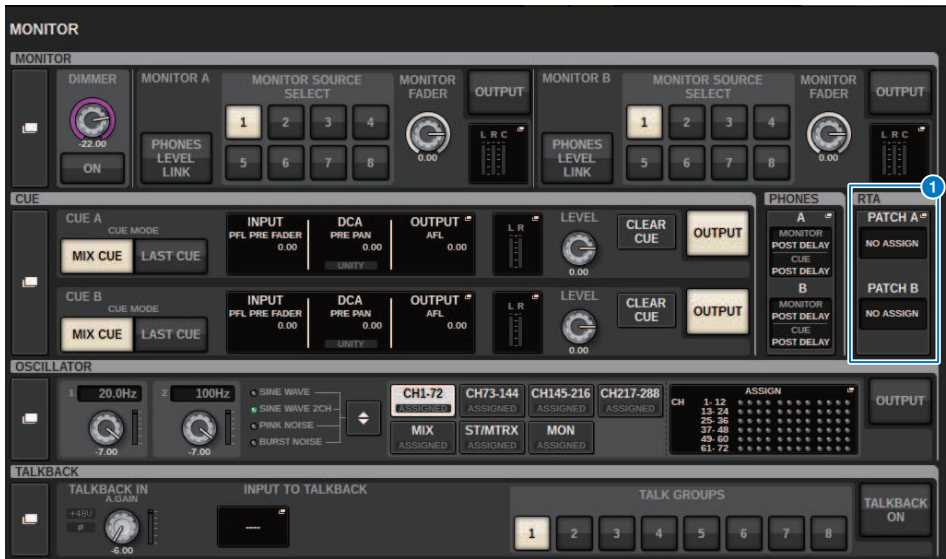 MONITOR
MONITOR
DIMMER
-22.00
ON
MONITOR A
PHONES
LEVEL
LINK
MONITOR SOURCE
SELECT
1 2 3 4
5 6 7 8
MONITOR
FADER
0.00
OUTPUT
L R C
MONITOR B
PHONES
LEVEL
LINK
MONITOR SOURCE
SELECT
1 2 3 4
5 6 7 8
MONITOR
FADER
0.00
OUTPUT
L R C
1
CUE
CUE A
CUE MODE
MIX CUE LAST CUE
INPUT
PFL PRE FADER
0.00
DCA
PRE PAN
0.00
UNITY
OUTPUT
AFL
0.00
L R
LEVEL
0.00
CLEAR
CUE
OUTPUT
CUE B
CUE MODE
MIX CUE LAST CUE
INPUT
PFL PRE FADER
0.00
DCA
PRE PAN
0.00
UNITY
OUTPUT
AFL
0.00
L R
LEVEL
0.00
CLEAR
CUE
OUTPUT
PHONES
A
MONITOR
POST DELAY
CUE
POST DELAY
B
MONITOR
POST DELAY
CUE
POST DELAY
RTA
PATCH A
NO ASSIGN
PATCH B
NO ASSIGN
OSCILLATOR
1 20.0Hz
-7.00
2 100Hz
-7.00
SINE WAVE
SINE WAVE 2CH
PINK NOISE
BURST NOISE
CH1-72
ASSIGNED
CH73-144
ASSIGNED
CH145-216
ASSIGNED
CH217-288
ASSIGNED
MIX
ASSIGNED
ST/MTRX
ASSIGNED
MON
ASSIGNED
ASSIGN
CH 1- 12
13- 24
25- 36
37- 48
49- 60
61- 72
OUTPUT
TALKBACK
TALKBACK IN
A.GAIN
+48V
ø
-6.00
INPUT TO TALKBACK
----
TALK GROUPS
1 2 3 4 5 6 7 8
TALKBACK
ON